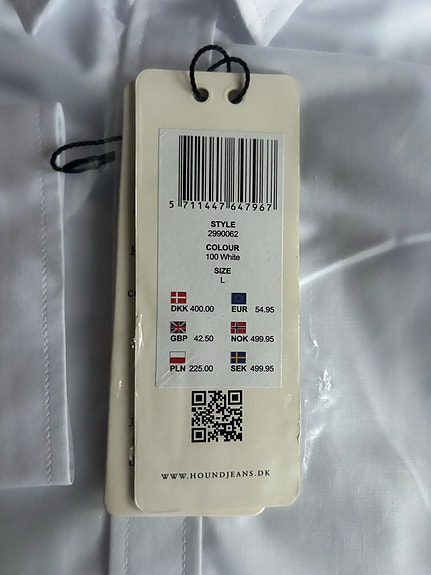 5 711447 647967
STYLE
2990062
COLOUR
100 White
SIZE
L
DKK 400.00 EUR 54.95
GBP 42.50 NOK 499.95
PLN 225.00 SEK 499.95
WWW.HOUNDJEANS.DK